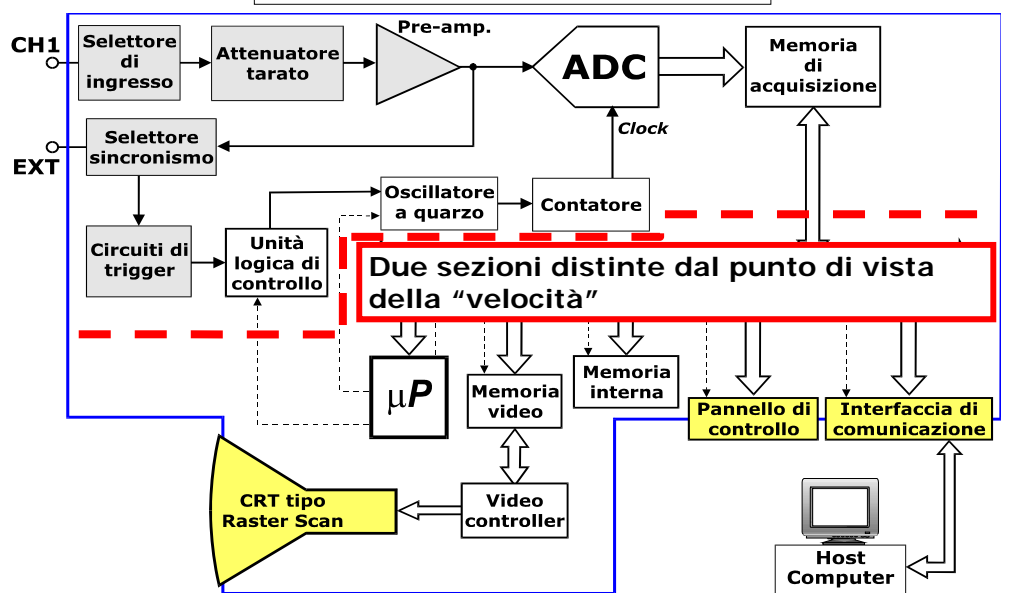 CH1
Selettore
di
ingresso
Attenuatore
tarato
Pre-amp.
ADC
Memoria
di
acquisizione
EXT
Selettore
sincronismo
Clock
Oscillatore
a quarzo
Contatore
Circuiti di
trigger
Unità
logica di
controllo
Due sezioni distinte dal punto di vista
della “velocità”
μP
Memoria
video
Memoria
interna
Pannello di
controllo
Interfaccia di
comunicazione
CRT tipo
Raster Scan
Video
controller
Host
Computer